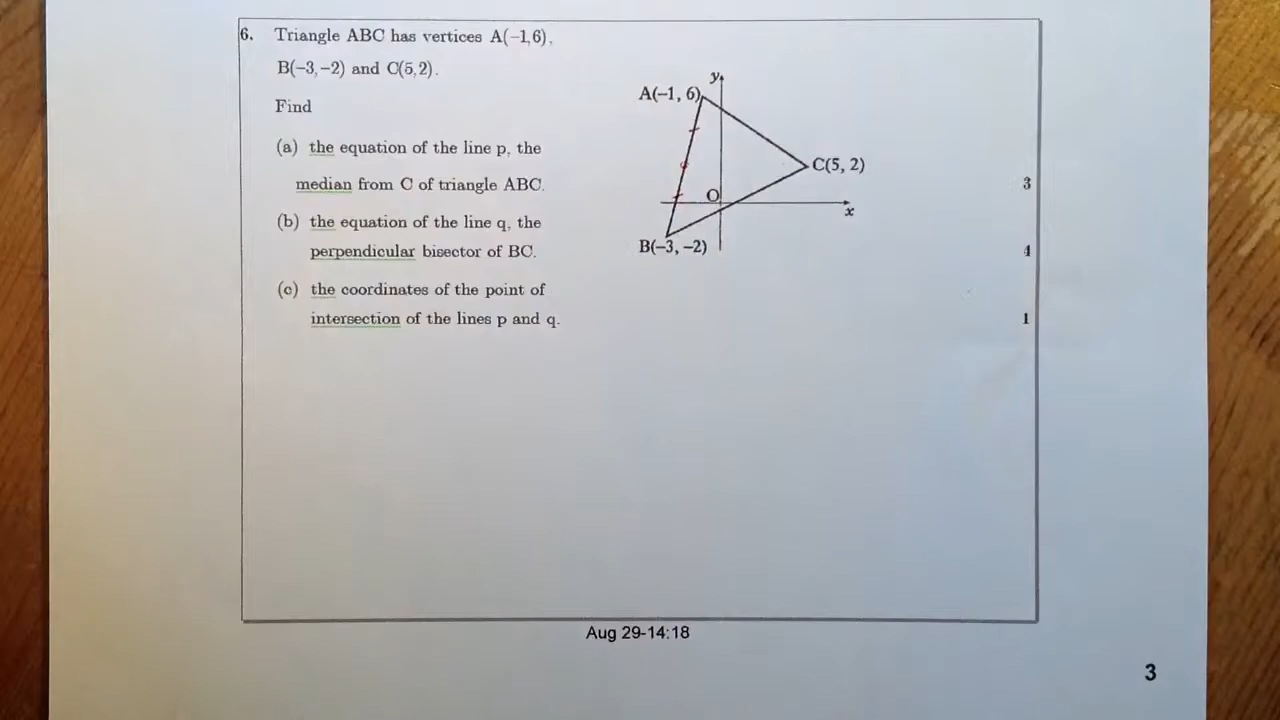 6. Triangle ABC has vertices A(−1,6),
B(−3,−2) and C(5,2).
Find
(a) the equation of the line p, the
median from C of triangle ABC.
3
(b) the equation of the line q, the
perpendicular bisector of BC.
4
(c) the coordinates of the point of
intersection of the lines p and q.
1
y
A(−1, 6)
C(5, 2)
O
x
B(−3, −2)
Aug 29-14:18
3